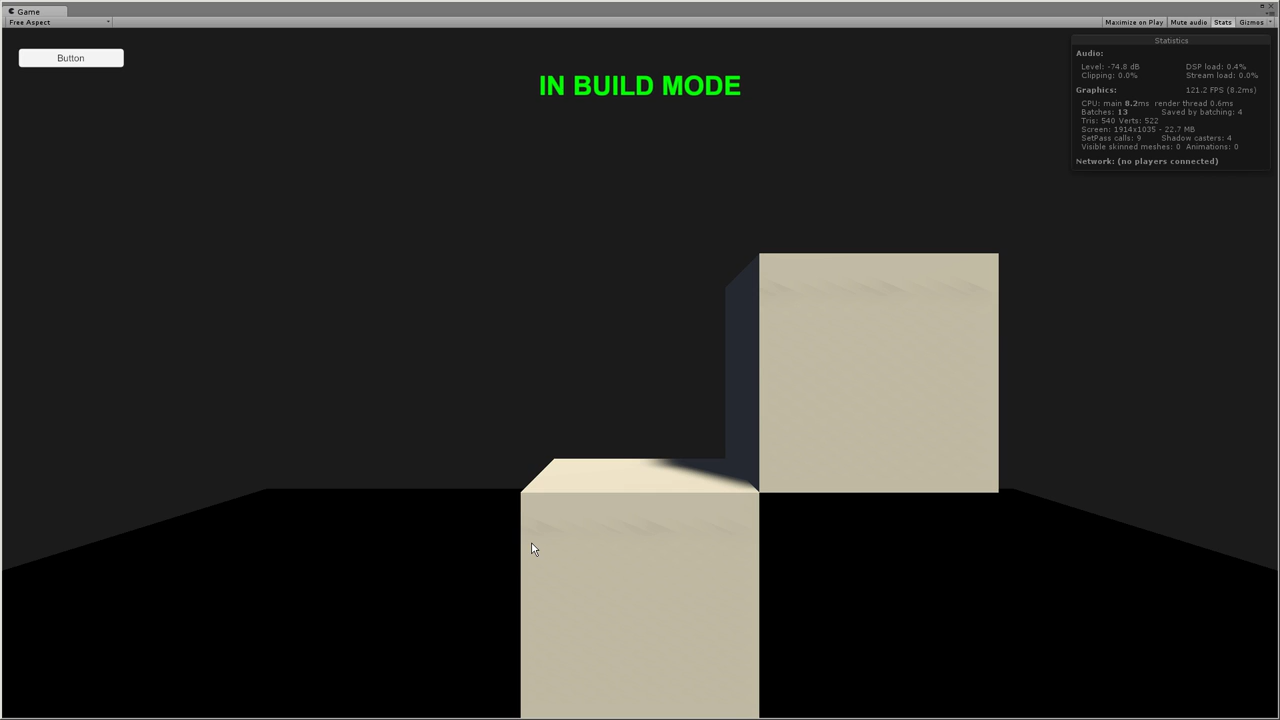 Game
Free Aspect
Maximize on Play Mute audio Stats Gizmos
Button
IN BUILD MODE
Statistics
Audio:
Level: -74.8 dB DSP load: 0.4%
Clipping: 0.0% Stream load: 0.0%
Graphics: 121.2 FPS (8.2ms)
CPU: main 8.2ms render thread 0.6ms
Batches: 13 Saved by batching: 4
Tris: 540 Verts: 522
Screen: 1914x1035 - 22.7 MB
SetPass calls: 9 Shadow casters: 4
Visible skinned meshes: 0 Animations: 0
Network: (no players connected)